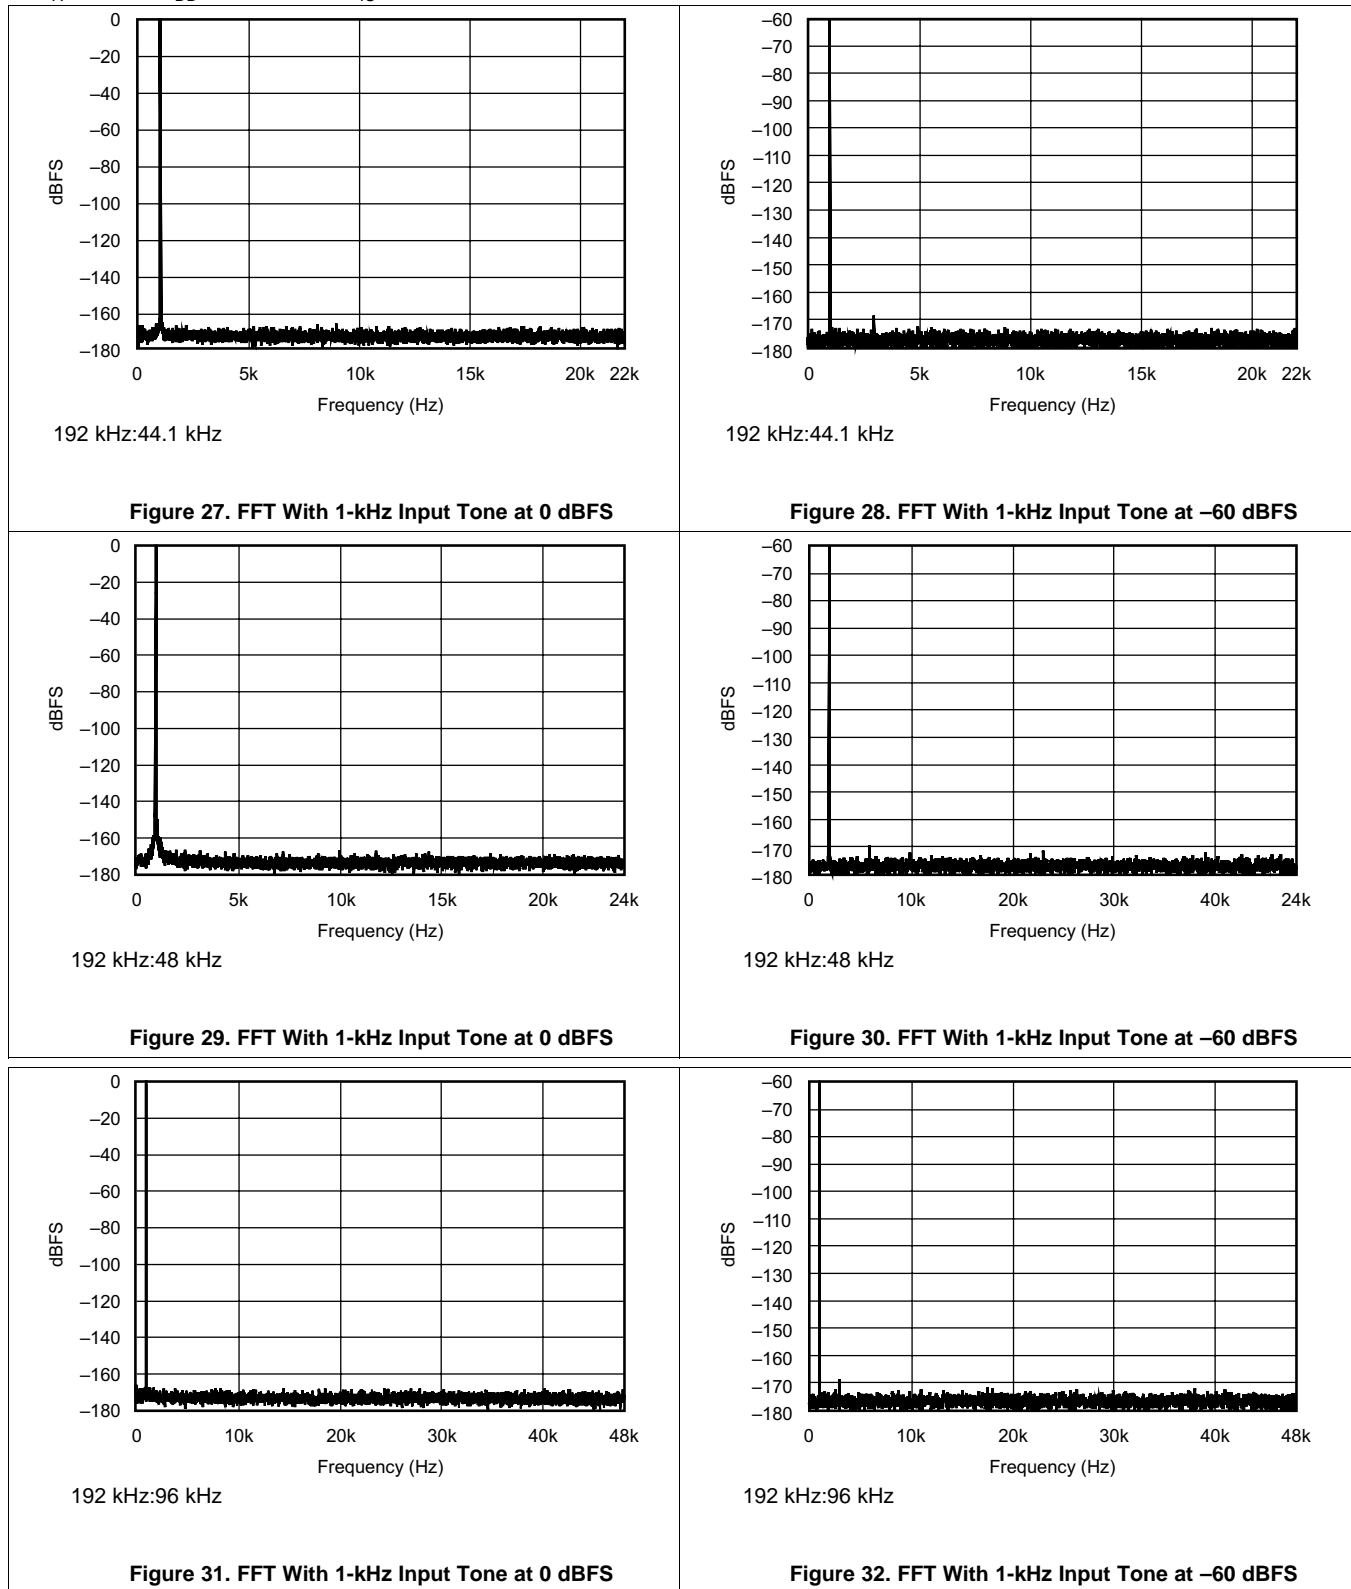 0
–20
–40
–60
–80
–100
–120
–140
–160
–180
dBFS
0 5k 10k 15k 20k 22k
Frequency (Hz)
192 kHz:44.1 kHz
Figure 27. FFT With 1-kHz Input Tone at 0 dBFS
–60
–70
–80
–90
–100
–110
–120
–130
–140
–150
–160
–170
–180
dBFS
0 5k 10k 15k 20k 22k
Frequency (Hz)
192 kHz:44.1 kHz
Figure 28. FFT With 1-kHz Input Tone at –60 dBFS
0
–20
–40
–60
–80
–100
–120
–140
–160
–180
dBFS
0 5k 10k 15k 20k 24k
Frequency (Hz)
192 kHz:48 kHz
Figure 29. FFT With 1-kHz Input Tone at 0 dBFS
–60
–70
–80
–90
–100
–110
–120
–130
–140
–150
–160
–170
–180
dBFS
0 10k 20k 30k 40k 24k
Frequency (Hz)
192 kHz:48 kHz
Figure 30. FFT With 1-kHz Input Tone at –60 dBFS
0
–20
–40
–60
–80
–100
–120
–140
–160
–180
dBFS
0 10k 20k 30k 40k 48k
Frequency (Hz)
192 kHz:96 kHz
Figure 31. FFT With 1-kHz Input Tone at 0 dBFS
–60
–70
–80
–90
–100
–110
–120
–130
–140
–150
–160
–170
–180
dBFS
0 10k 20k 30k 40k 48k
Frequency (Hz)
192 kHz:96 kHz
Figure 32. FFT With 1-kHz Input Tone at –60 dBFS